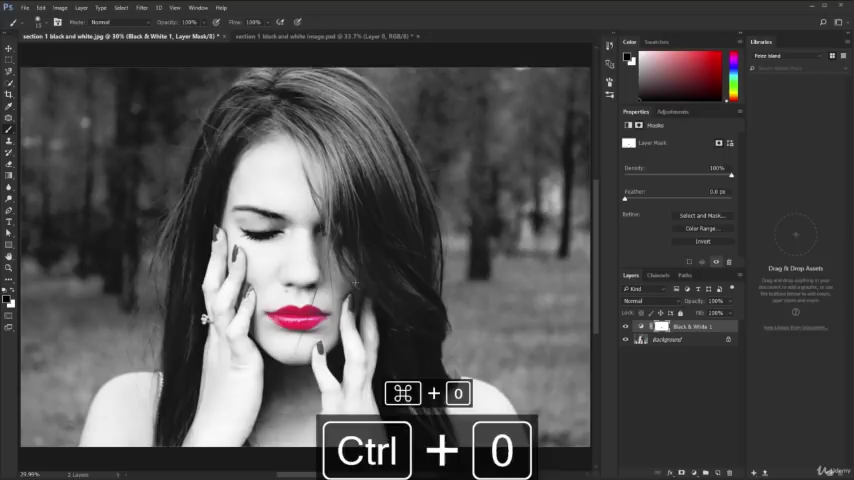 Ps File Edit Image Layer Type Select Filter 3D View Window Help
Mode: Normal Opacity: 100% Flow: 100%
section 1 black and white.jpg @ 30% (Black & White 1, Layer Mask/8) * × section 1 black and white image.psd @ 33.7% (Layer 0, RGB/8) * ×
Color Swatches
Libraries
Pelee Island
Properties Adjustments
Masks
Layer Mask
Density: 100%
Feather: 0.0 px
Refine: Select and Mask...
Color Range...
Invert
Drag & Drop Assets
Layers Channels Paths
Kind
Normal Opacity: 100%
Lock: Fill: 100%
Black & White 1
Background
⌘ + 0
Ctrl + 0
29.99% 2 Layers
Udemy